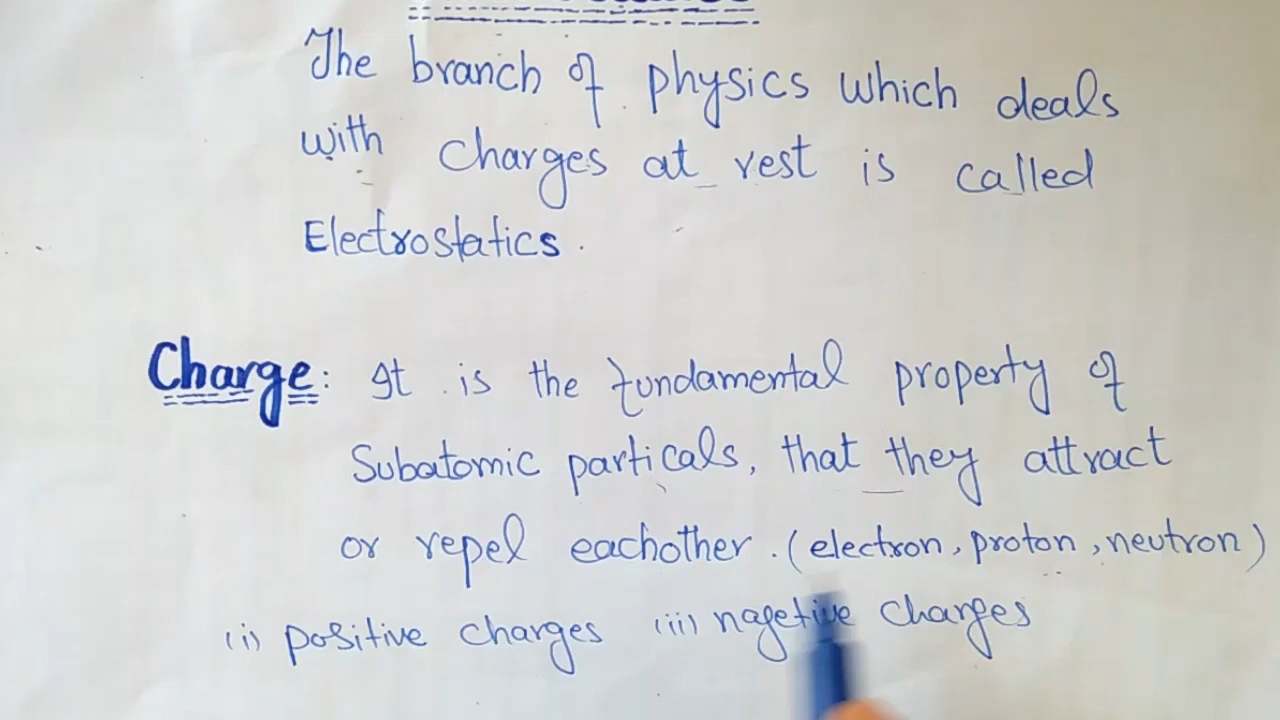 The branch of physics which deals
with charges at rest is called
Electrostatics.
Charge: It is the fundamental property of
Subatomic particals, that they attract
or repel eachother. (electron, proton, neutron)
(i) positive charges (ii) nagetive charges